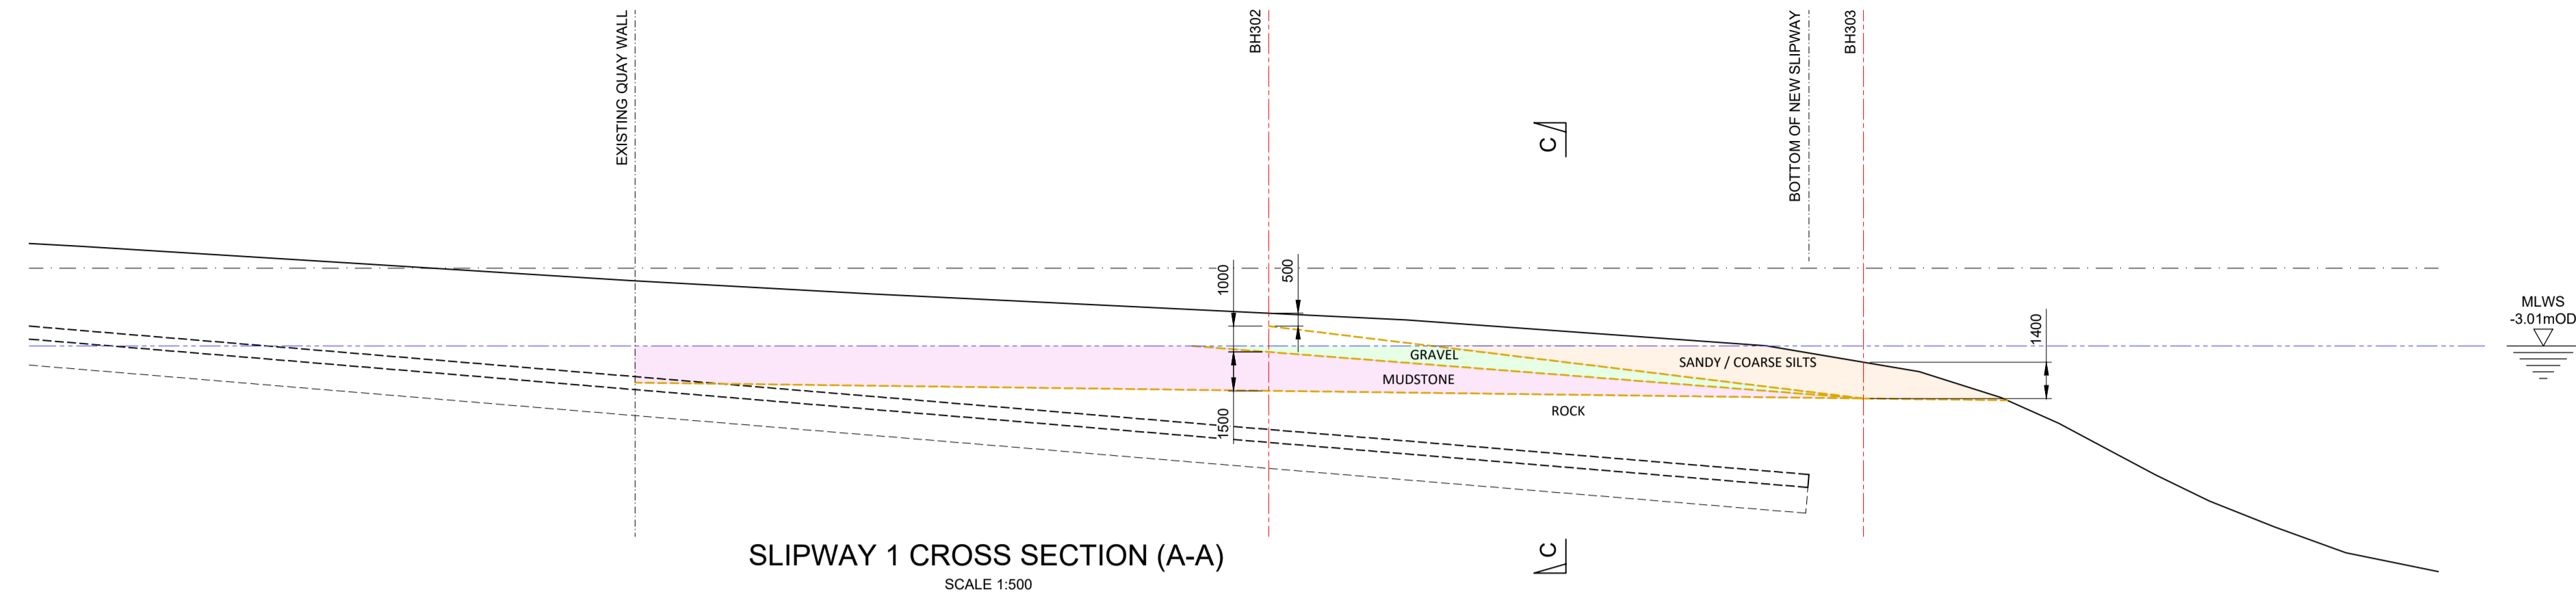 EXISTING QUAY WALL
BH302
BOTTOM OF NEW SLIPWAY
BH303
C
1000
500
MLWS
-3.01mOD
1400
GRAVEL
SANDY / COARSE SILTS
MUDSTONE
ROCK
1500
SLIPWAY 1 CROSS SECTION (A-A)
C
SCALE 1:500